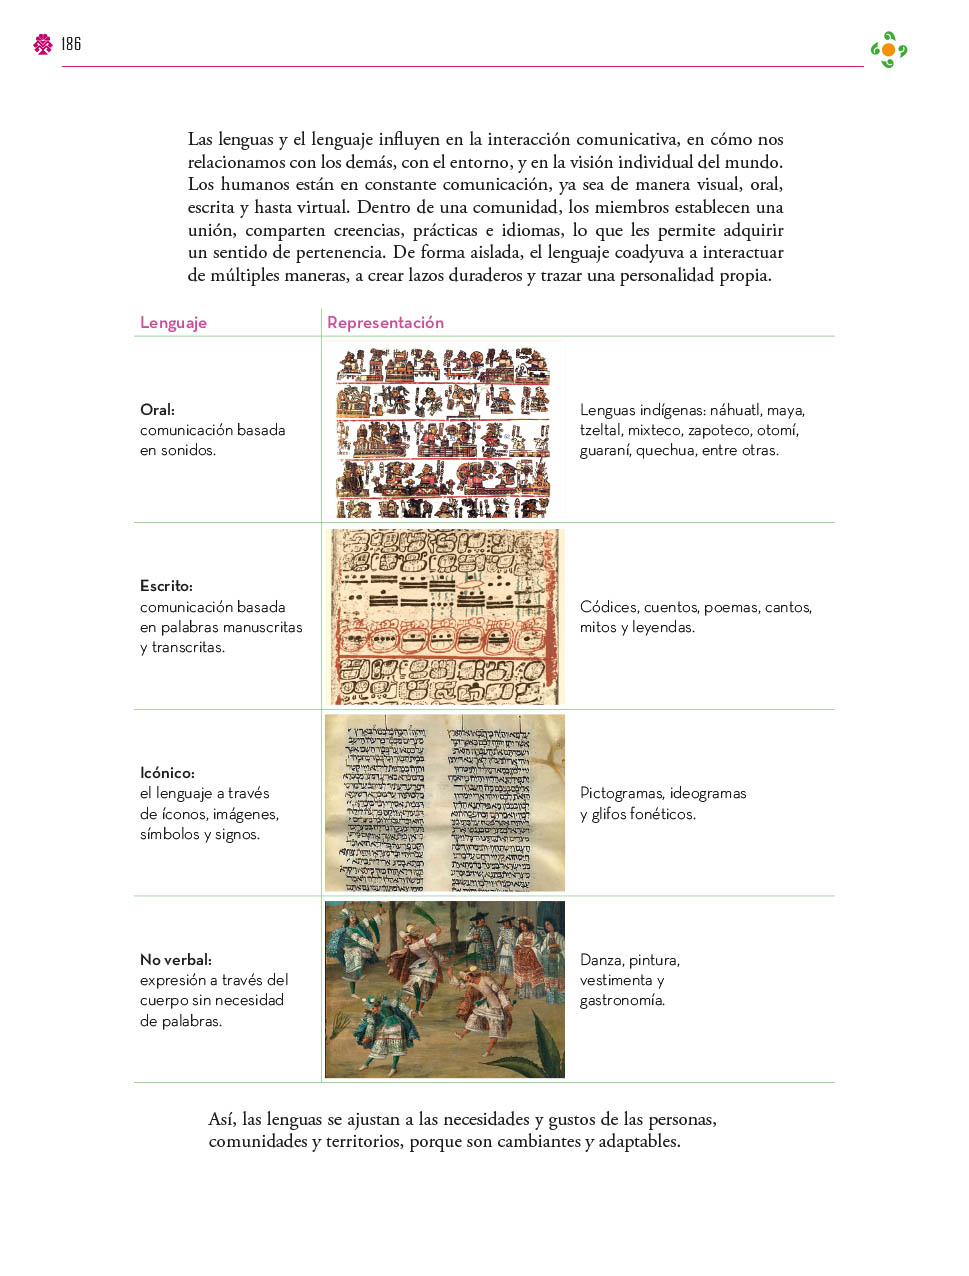 186
Las lenguas y el lenguaje influyen en la interacción comunicativa, en cómo nos
relacionamos con los demás, con el entorno, y en la visión individual del mundo.
Los humanos están en constante comunicación, ya sea de manera visual, oral,
escrita y hasta virtual. Dentro de una comunidad, los miembros establecen una
unión, comparten creencias, prácticas e idiomas, lo que les permite adquirir
un sentido de pertenencia. De forma aislada, el lenguaje coadyuva a interactuar
de múltiples maneras, a crear lazos duraderos y trazar una personalidad propia.
Lenguaje
Representación
Oral:
comunicación basada
en sonidos.
Lenguas indígenas: náhuatl, maya,
tzeltal, mixteco, zapoteco, otomí,
guaraní, quechua, entre otras.
Escrito:
comunicación basada
en palabras manuscritas
y transcritas.
Códices, cuentos, poemas, cantos,
mitos y leyendas.
Icónico:
el lenguaje a través
de íconos, imágenes,
símbolos y signos.
Pictogramas, ideogramas
y glifos fonéticos.
No verbal:
expresión a través del
cuerpo sin necesidad
de palabras.
Danza, pintura,
vestimenta y
gastronomía.
Así, las lenguas se ajustan a las necesidades y gustos de las personas,
comunidades y territorios, porque son cambiantes y adaptables.